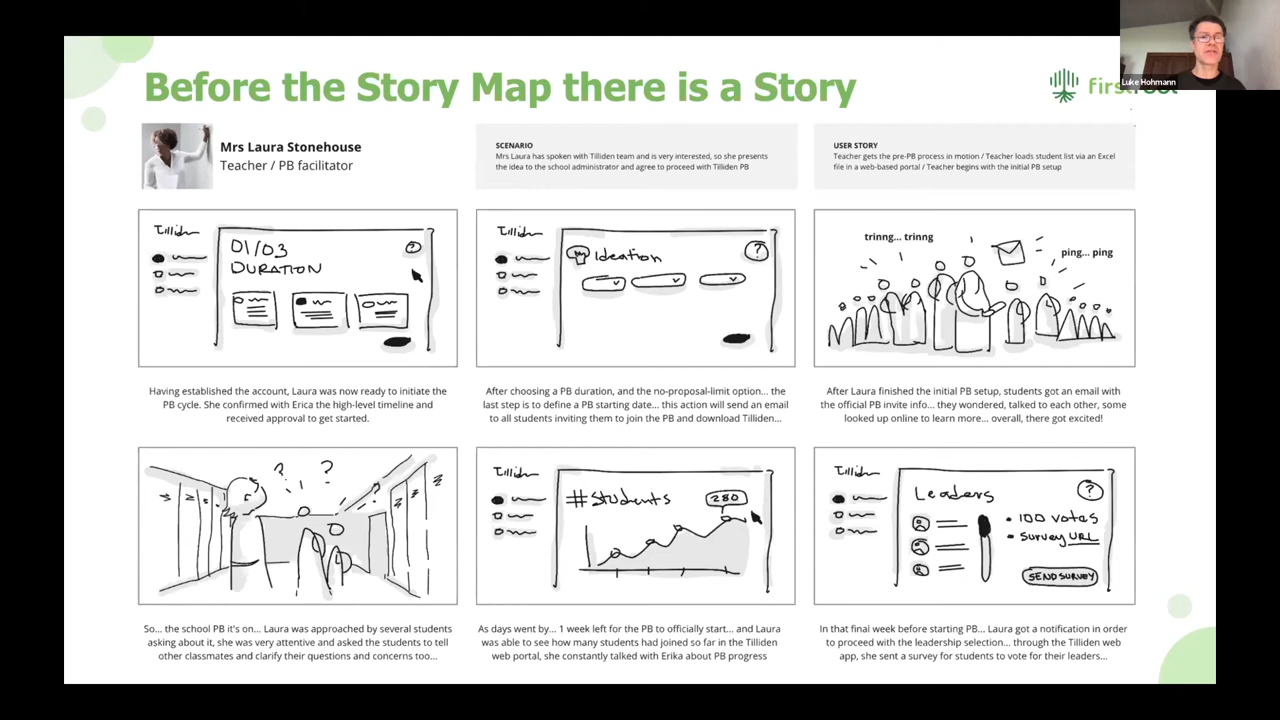 Before the Story Map there is a Story
Luke Hohmann
Mrs Laura Stonehouse
Teacher / PB facilitator
SCENARIO
Mrs Laura has spoken with Tilliden team and is very interested, so she presents
the idea to the school administrator and agree to proceed with Tilliden PB
USER STORY
Teacher gets the pre-PB process in motion / Teacher loads student list via an Excel
file in a web-based portal / Teacher begins with the initial PB setup
Tilliden
01/03
DURATION
?
Having established the account, Laura was now ready to initiate the
PB cycle. She confirmed with Erica the high-level timeline and
received approval to get started.
Tilliden
Ideation
?
After choosing a PB duration, and the no-proposal-limit option... the
last step is to define a PB starting date... this action will send an email
to all students inviting them to join the PB and download Tilliden...
trinng... trinng
ping... ping
After Laura finished the initial PB setup, students got an email with
the official PB invite info... they wondered, talked to each other, some
looked up online to learn more... overall, there got excited!
? ?
?
So... the school PB it's on... Laura was approached by several students
asking about it, she was very attentive and asked the students to tell
other classmates and clarify their questions and concerns too...
Tilliden
#Students
280
As days went by... 1 week left for the PB to officially start... and Laura
was able to see how many students had joined so far in the Tilliden
web portal, she constantly talked with Erika about PB progress
Tilliden
Leaders
?
• 100 votas
• Survey URL
SEND SURVEY
In that final week before starting PB... Laura got a notification in order
to proceed with the leadership selection... through the Tilliden web
app, she sent a survey for students to vote for their leaders...